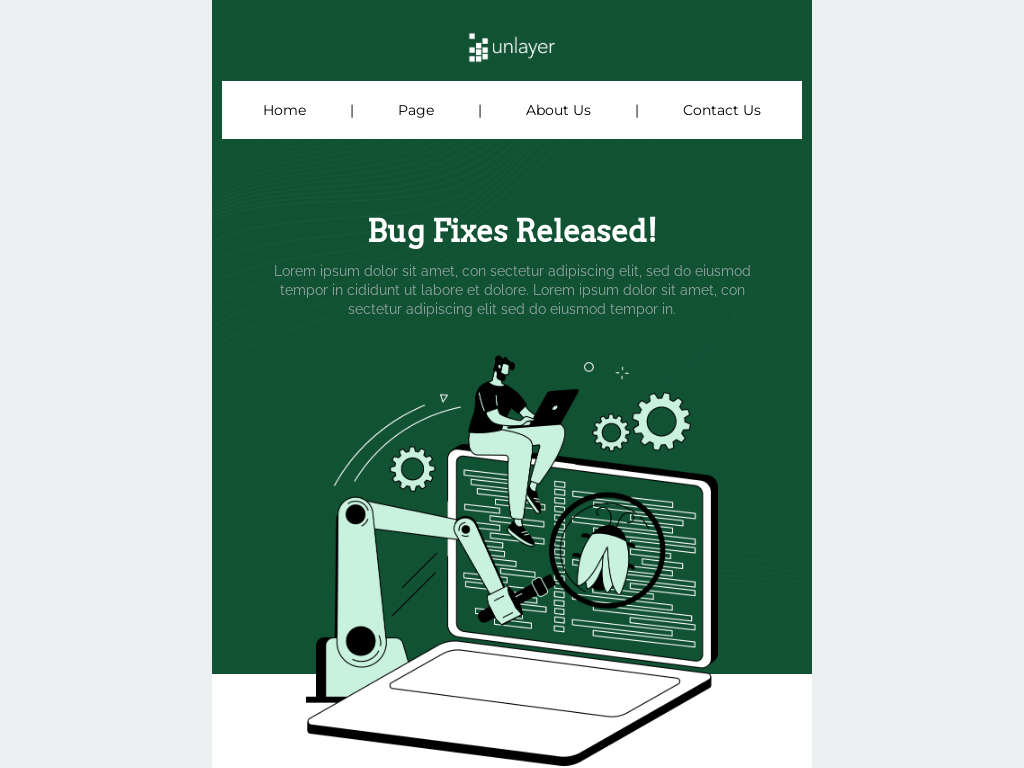 unlayer
Home | Page | About Us | Contact Us
Bug Fixes Released!
Lorem ipsum dolor sit amet, con sectetur adipiscing elit, sed do eiusmod
tempor in cididunt ut labore et dolore. Lorem ipsum dolor sit amet, con
sectetur adipiscing elit sed do eiusmod tempor in.